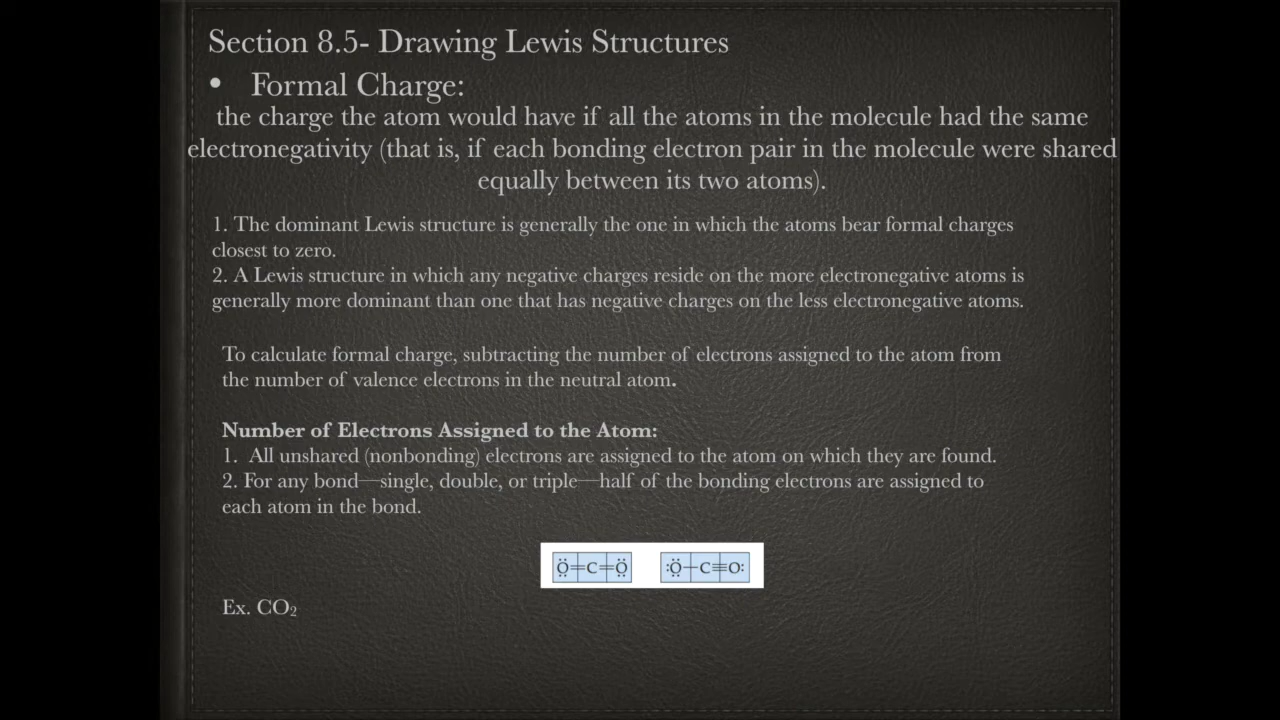 Section 8.5- Drawing Lewis Structures
• Formal Charge:
the charge the atom would have if all the atoms in the molecule had the same
electronegativity (that is, if each bonding electron pair in the molecule were shared
equally between its two atoms).
1. The dominant Lewis structure is generally the one in which the atoms bear formal charges
closest to zero.
2. A Lewis structure in which any negative charges reside on the more electronegative atoms is
generally more dominant than one that has negative charges on the less electronegative atoms.
To calculate formal charge, subtracting the number of electrons assigned to the atom from
the number of valence electrons in the neutral atom.
Number of Electrons Assigned to the Atom:
1. All unshared (nonbonding) electrons are assigned to the atom on which they are found.
2. For any bond—single, double, or triple—half of the bonding electrons are assigned to
each atom in the bond.
Ö=C=Ö :Ö—C≡O:
Ex. CO₂